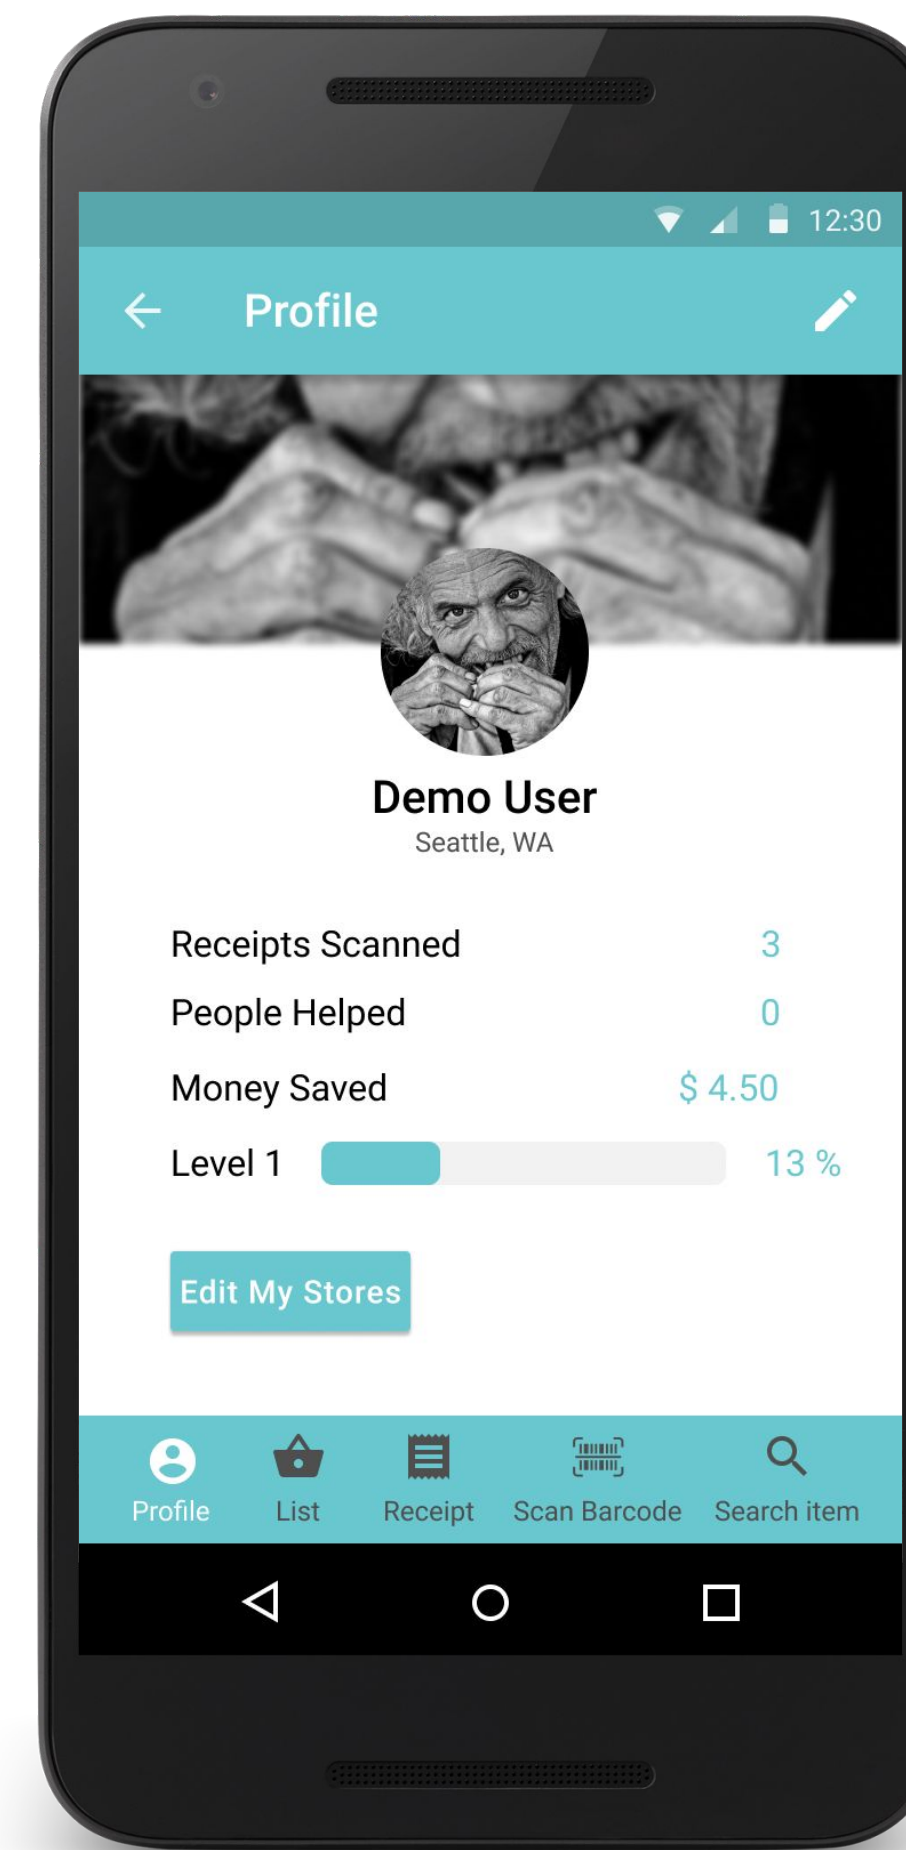 12:30
Profile
Demo User
Seattle, WA
Receipts Scanned 3
People Helped 0
Money Saved $ 4.50
Level 1 13 %
Edit My Stores
Profile List Receipt Scan Barcode Search item